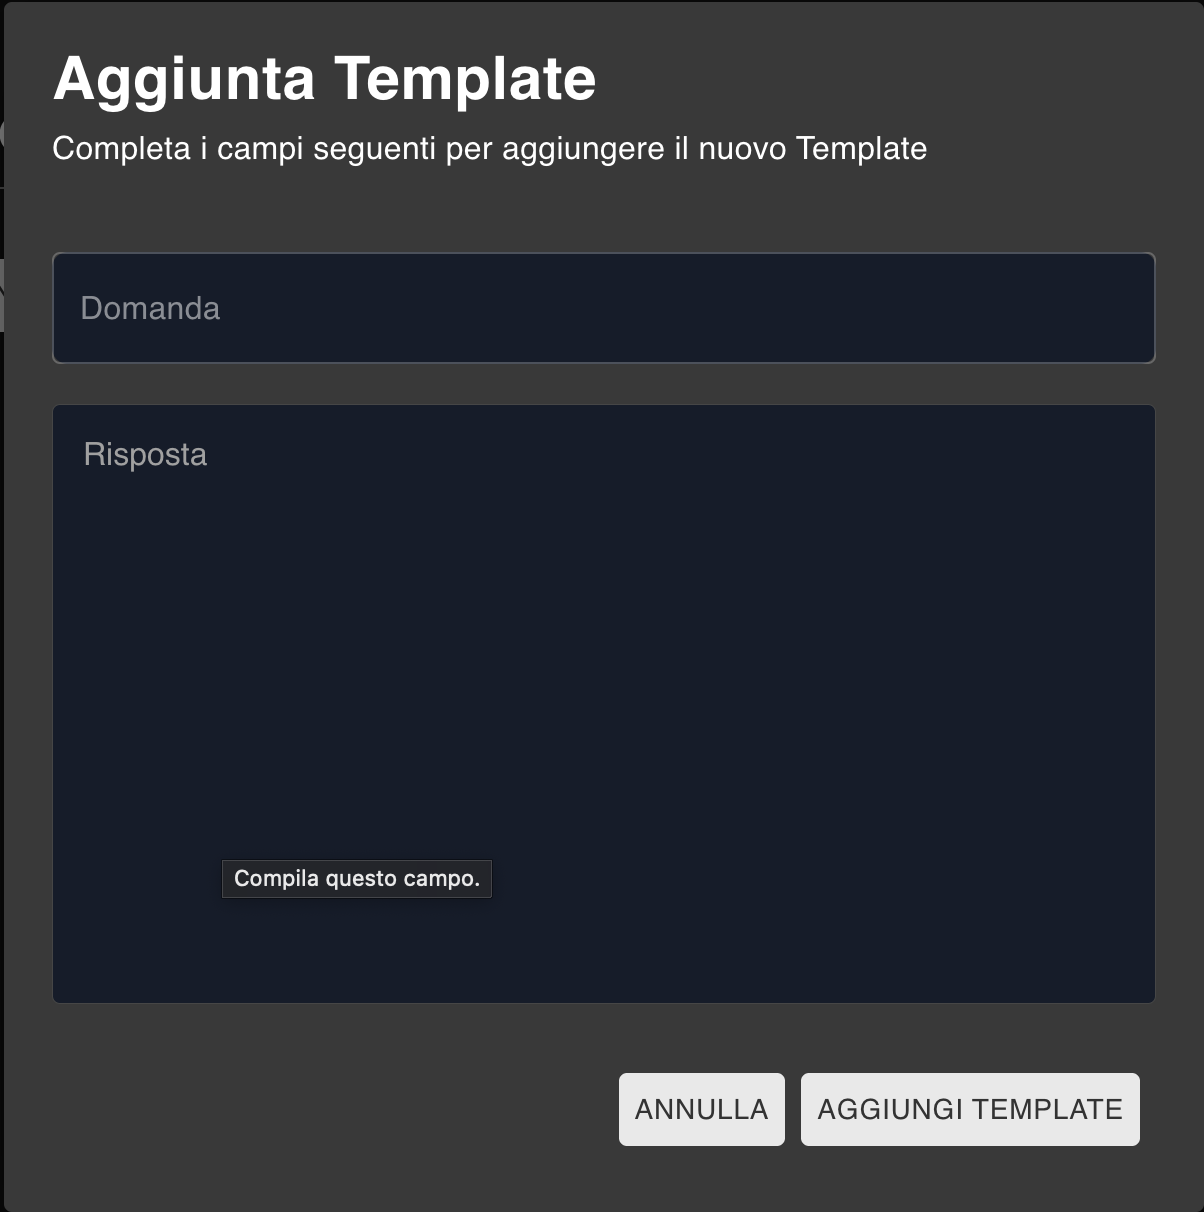 Aggiunta Template
Completa i campi seguenti per aggiungere il nuovo Template
Domanda
Risposta
Compila questo campo.
ANNULLA AGGIUNGI TEMPLATE